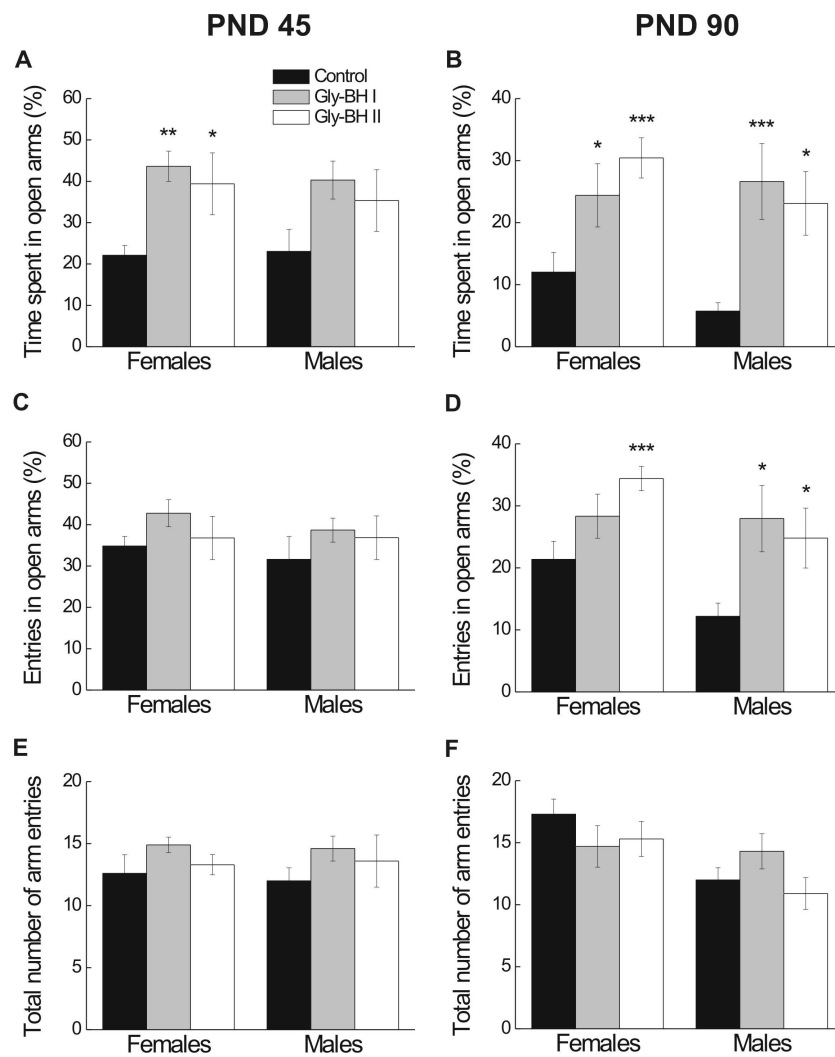 PND 45
PND 90
A
Control
Gly-BH I
Gly-BH II
Time spent in open arms (%)
60
50
40
30
20
10
0
** *
Females Males
B
Time spent in open arms (%)
40
30
20
10
0
* *** *** *
Females Males
C
Entries in open arms (%)
60
50
40
30
20
10
0
Females Males
D
Entries in open arms (%)
40
30
20
10
0
*** * *
Females Males
E
Total number of arm entries
20
15
10
5
0
Females Males
F
Total number of arm entries
20
15
10
5
0
Females Males